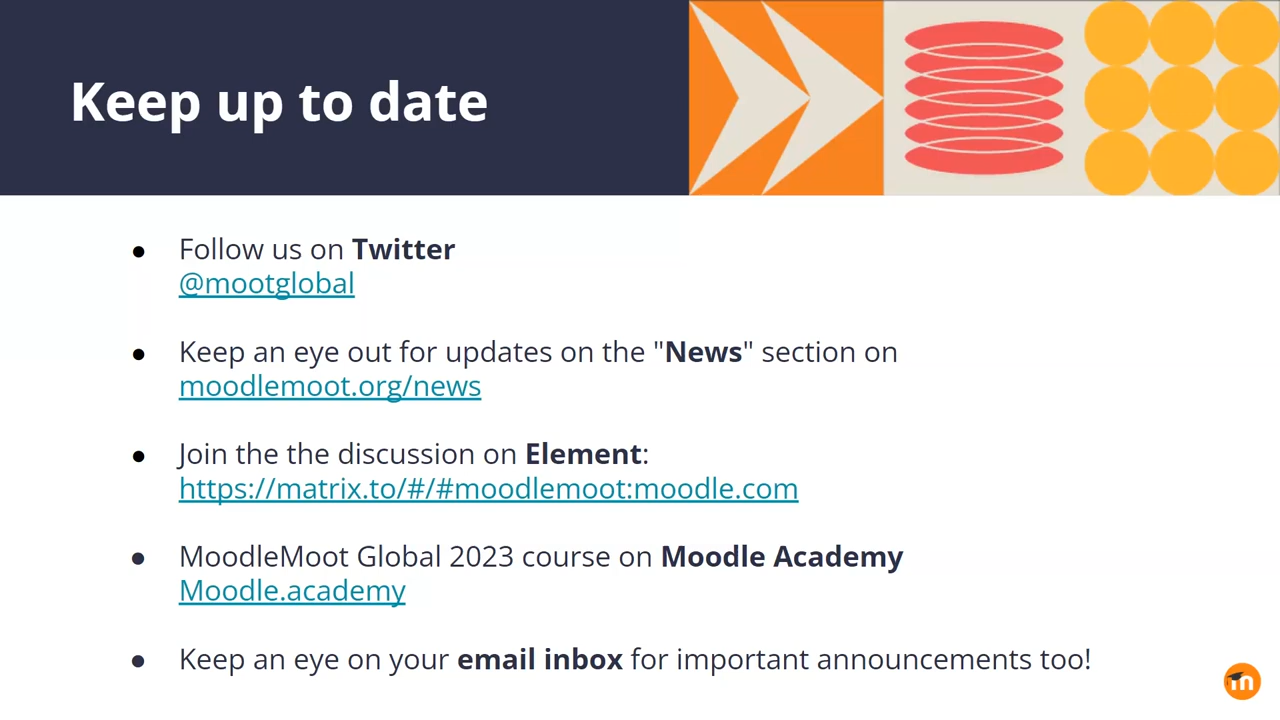 Keep up to date
● Follow us on Twitter
@mootglobal
● Keep an eye out for updates on the "News" section on
moodlemoot.org/news
● Join the the discussion on Element:
https://matrix.to/#/#moodlemoot:moodle.com
● MoodleMoot Global 2023 course on Moodle Academy
Moodle.academy
● Keep an eye on your email inbox for important announcements too!
m